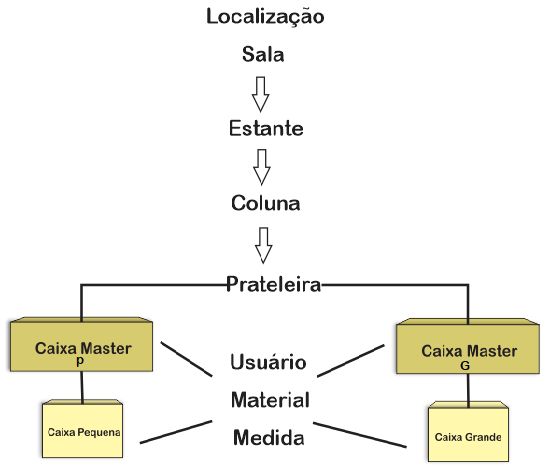 Localização
Sala
Estante
Coluna
Prateleira
Caixa Master
P
Caixa Master
G
Usuário
Material
Medida
Caixa Pequena
Caixa Grande